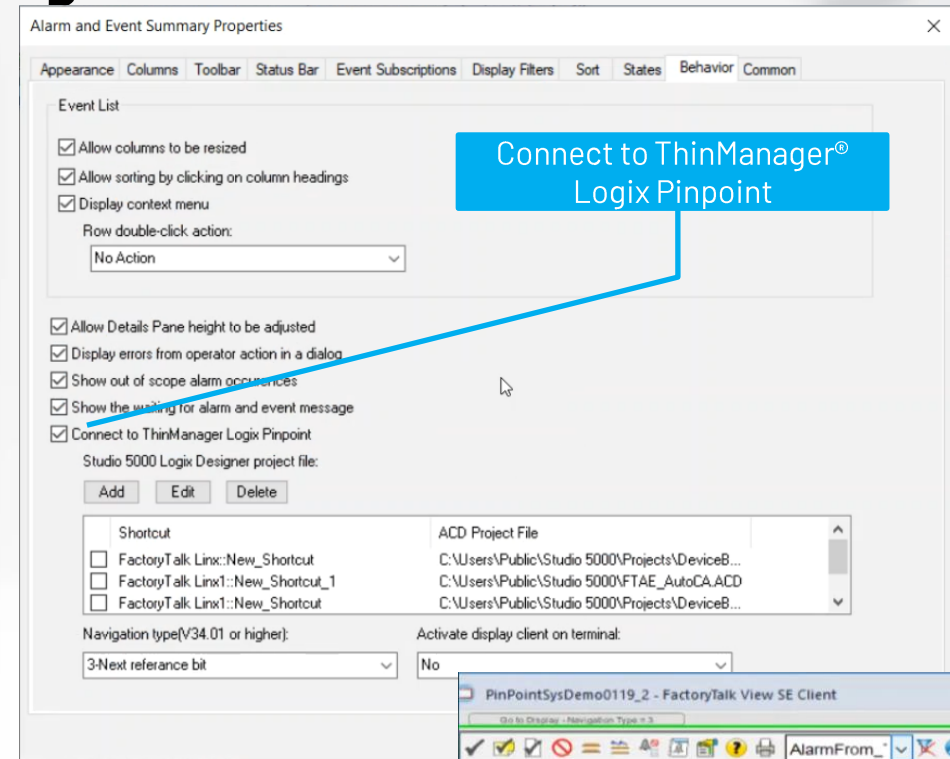 Alarm and Event Summary Properties
Appearance Columns Toolbar Status Bar Event Subscriptions Display Filters Sort States Behavior Common
Event List
Allow columns to be resized
Allow sorting by clicking on column headings
Display context menu
Row double-click action:
No Action
Connect to ThinManager®
Logix Pinpoint
Allow Details Pane height to be adjusted
Display errors from operator action in a dialog
Show out of scope alarm occurences
Show the waiting for alarm and event message
Connect to ThinManager Logix Pinpoint
Studio 5000 Logix Designer project file:
Add Edit Delete
Shortcut ACD Project File
FactoryTalk Linx::New_Shortcut C:\Users\Public\Studio 5000\Projects\DeviceB...
FactoryTalk Linx1::New_Shortcut_1 C:\Users\Public\Studio 5000\FTAE_AutoCA.ACD
FactoryTalk Linx1::New_Shortcut C:\Users\Public\Studio 5000\Projects\DeviceB...
Navigation type(V34.01 or higher): Activate display client on terminal:
3-Next referance bit No
PinPointSysDemo0119_2 - FactoryTalk View SE Client
Go to Display - Navigation Type = 3
AlarmFrom_